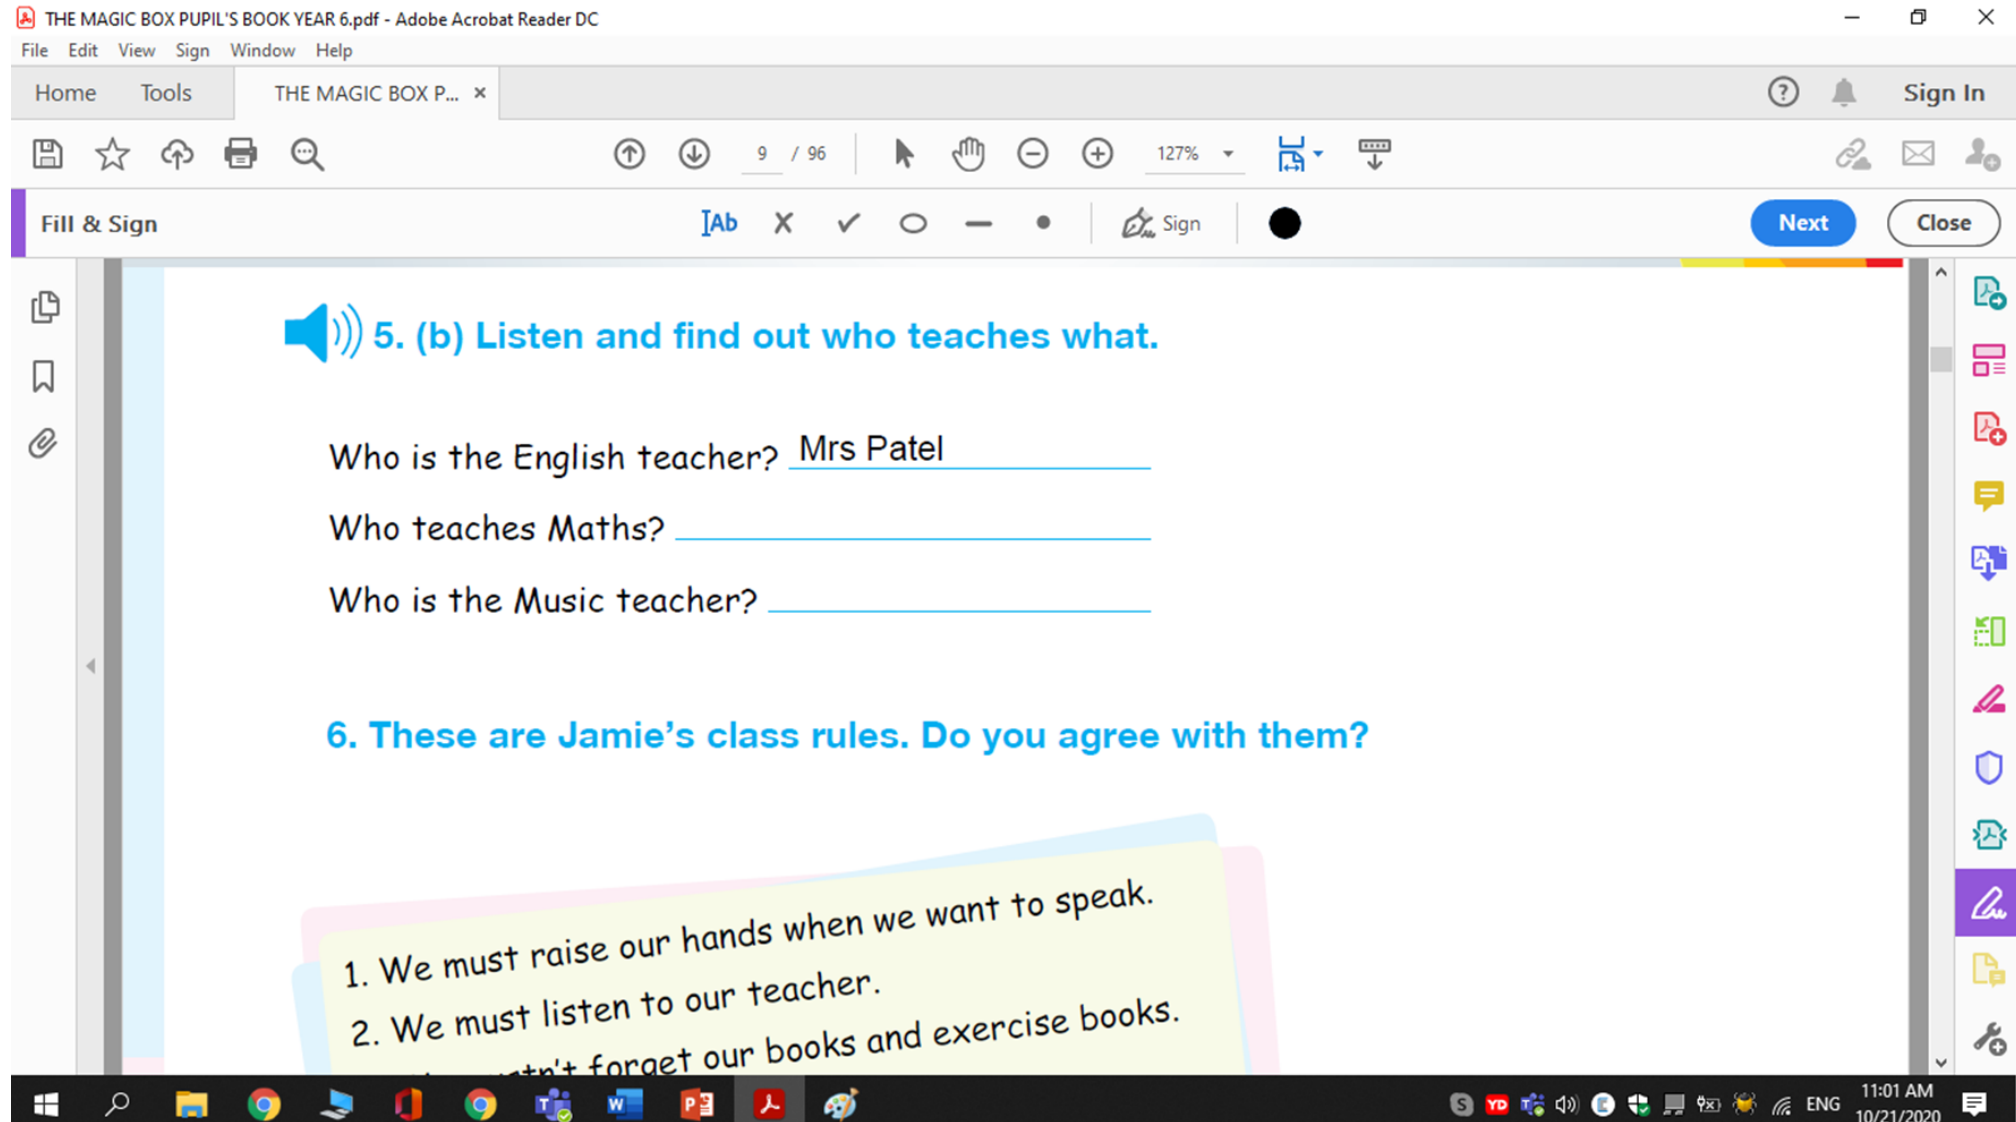 THE MAGIC BOX PUPIL'S BOOK YEAR 6.pdf - Adobe Acrobat Reader DC
File Edit View Sign Window Help
Home Tools THE MAGIC BOX P... × Sign In
9 / 96 127%
Fill & Sign IAb Sign Next Close
5. (b) Listen and find out who teaches what.
Who is the English teacher? Mrs Patel
Who teaches Maths?
Who is the Music teacher?
6. These are Jamie's class rules. Do you agree with them?
1. We must raise our hands when we want to speak.
2. We must listen to our teacher.
forget our books and exercise books.
ENG 11:01 AM
10/21/2020